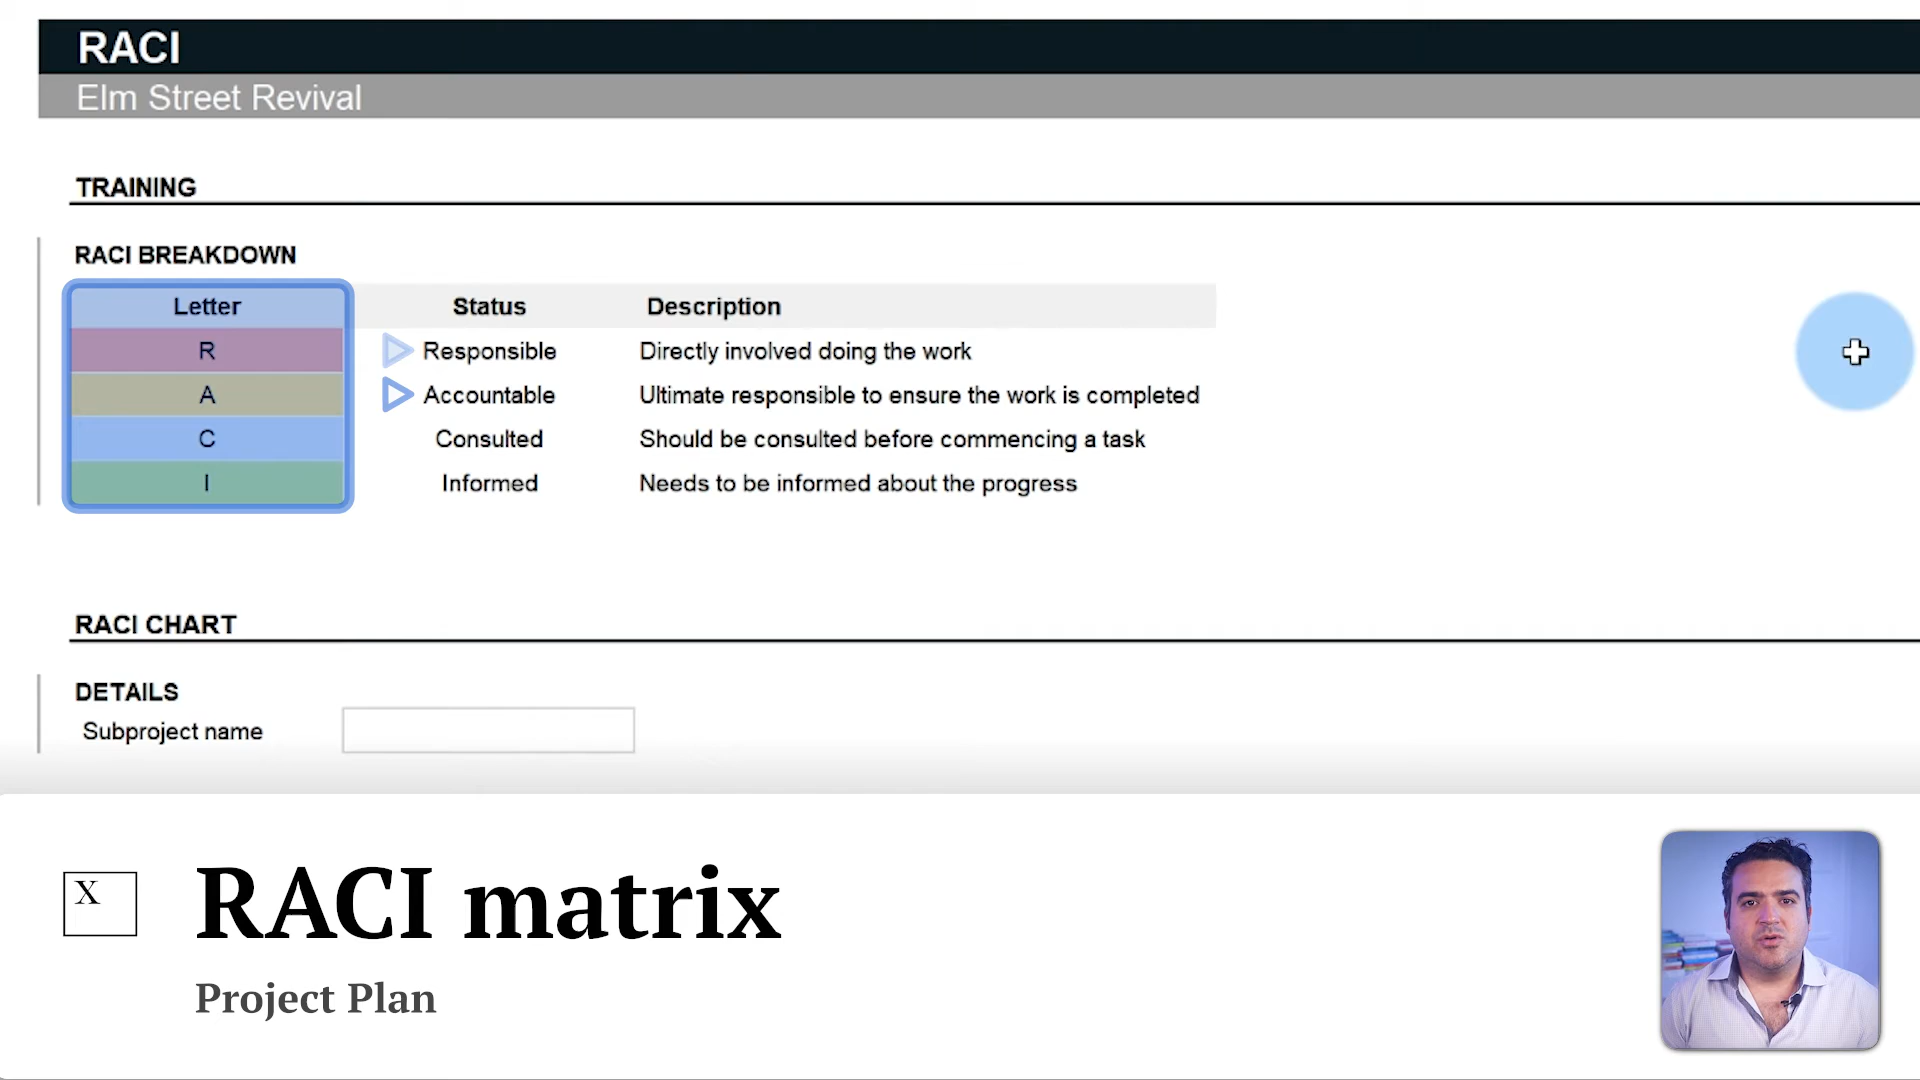 RACI
Elm Street Revival
TRAINING
RACI BREAKDOWN
Letter Status Description
R Responsible Directly involved doing the work
A Accountable Ultimate responsible to ensure the work is completed
C Consulted Should be consulted before commencing a task
I Informed Needs to be informed about the progress
RACI CHART
DETAILS
Subproject name
X RACI matrix
Project Plan